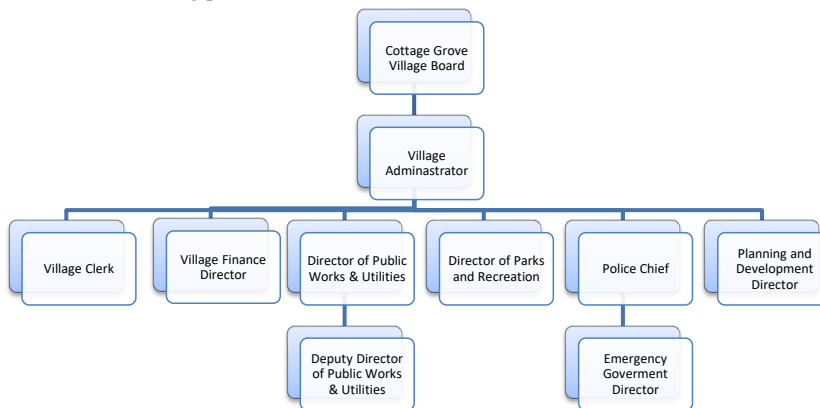 Cottage Grove
Village Board
Village
Adminastrator
Village Clerk
Village Finance
Director
Director of Public
Works & Utilities
Director of Parks
and Recreation
Police Chief
Planning and
Development
Director
Deputy Director
of Public Works
& Utilities
Emergency
Goverment
Director